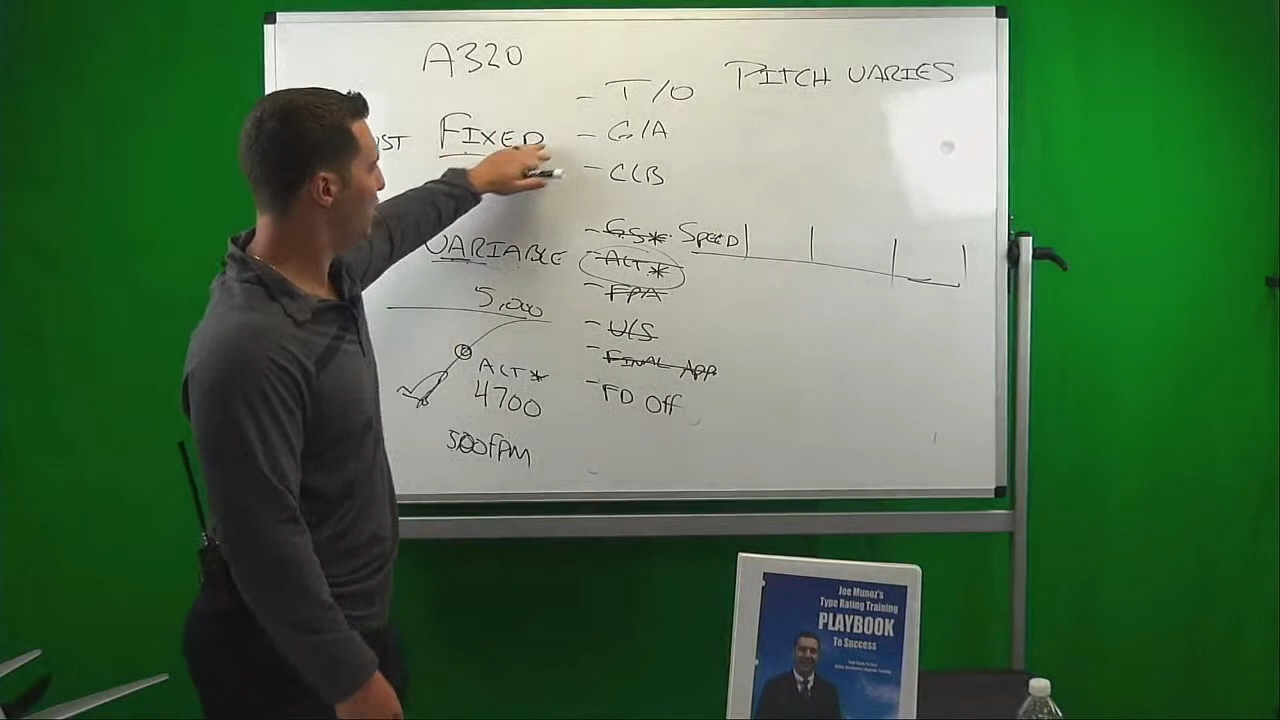 A320
PITCH VARIES
- T/O
- G/A
- CLB
FIXED
- G.S* SPEED
VARIABLE
- ALT*
- FPA
- V/S
- FINAL APP
- FD Off
5,000
ALT*
4700
500FPM
Joe Munoz's
Type Rating Training
PLAYBOOK
To Success